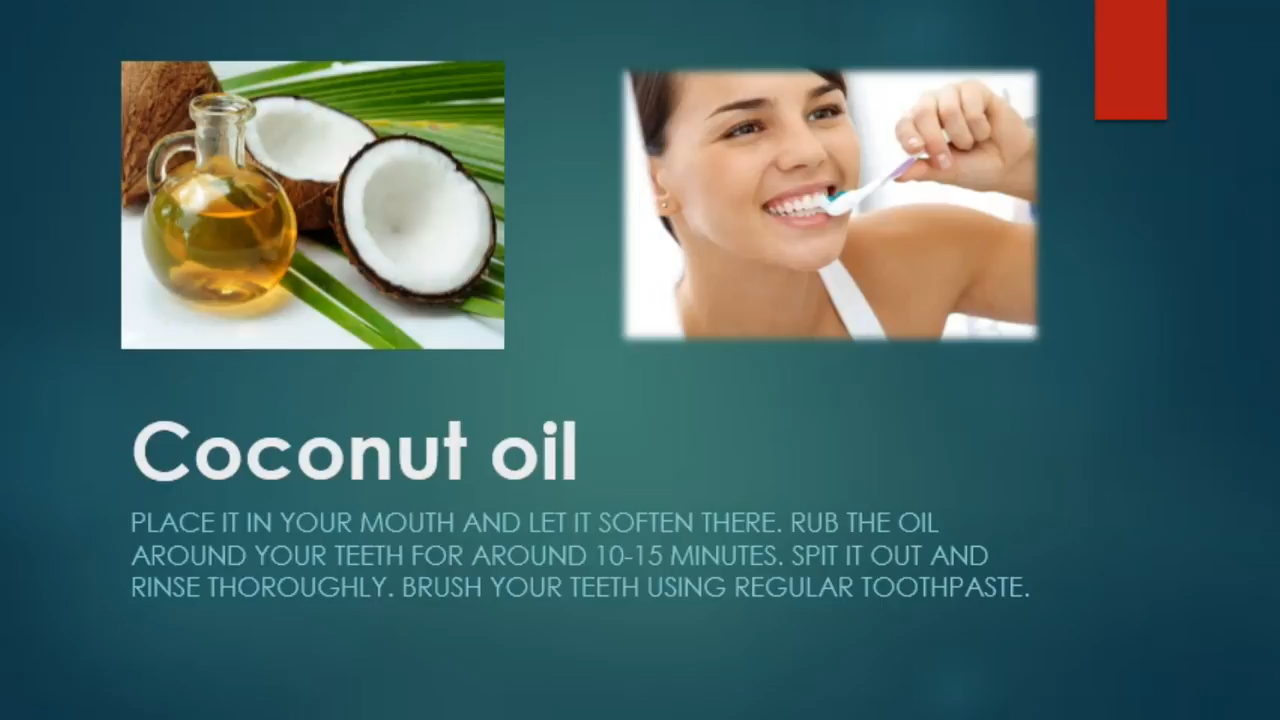 Coconut oil
PLACE IT IN YOUR MOUTH AND LET IT SOFTEN THERE. RUB THE OIL
AROUND YOUR TEETH FOR AROUND 10-15 MINUTES. SPIT IT OUT AND
RINSE THOROUGHLY. BRUSH YOUR TEETH USING REGULAR TOOTHPASTE.